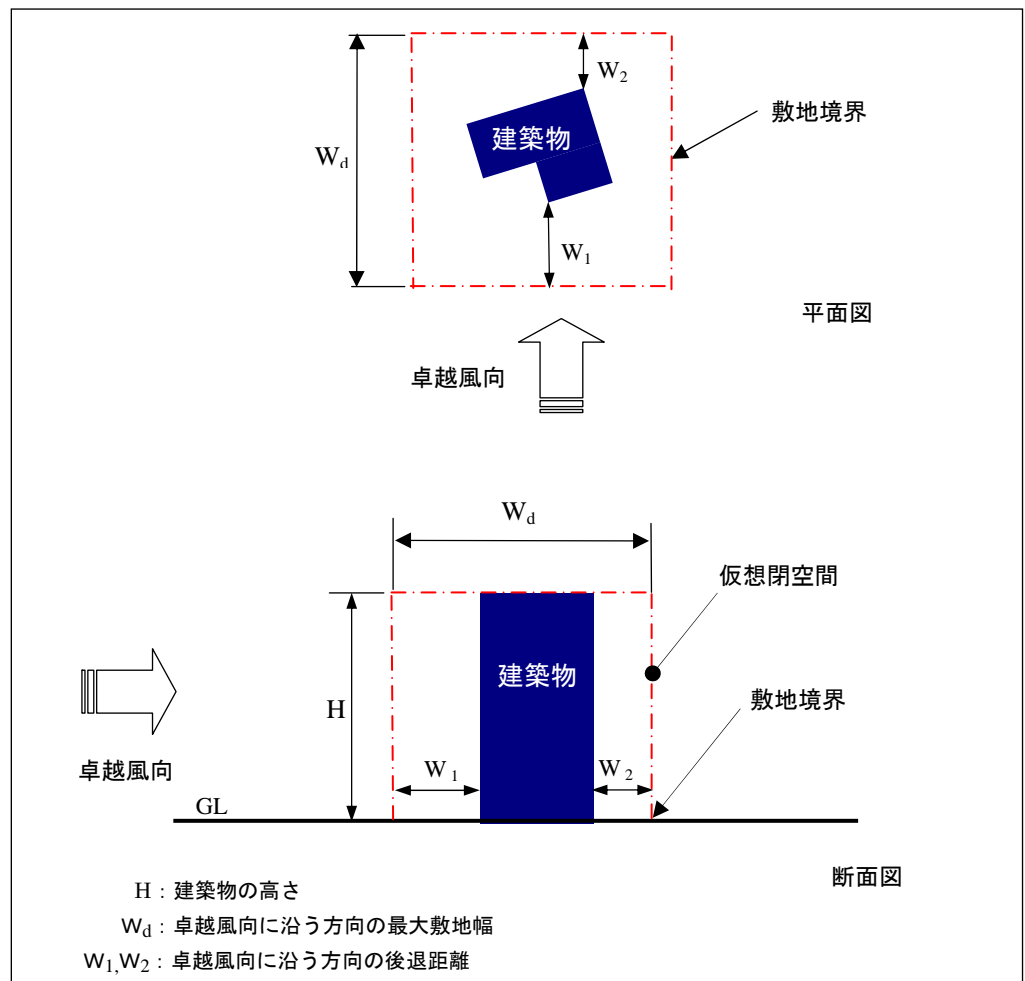 W2
建築物
敷地境界
Wd
W1
平面図
卓越風向
Wd
仮想閉空間
建築物
敷地境界
H
卓越風向
W1
W2
GL
断面図
H：建築物の高さ
Wd：卓越風向に沿う方向の最大敷地幅
W1,W2：卓越風向に沿う方向の後退距離